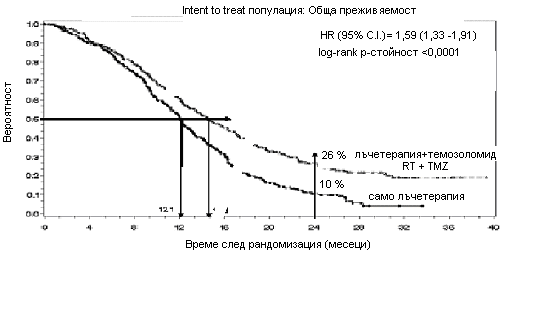 Intent to treat популация: Обща преживяемост
HR (95% C.I.)= 1,59 (1,33 -1,91)
log-rank p-стойност <0,0001
Вероятност
1.0
0.9
0.8
0.7
0.6
0.5
0.4
0.3
0.2
0.1
0.0
26 % лъчетерапия+темозоломид
RT + TMZ
10 %
само лъчетерапия
12.1
0 4 8 12 16 20 24 28 32 36 40
Време след рандомизация (месеци)